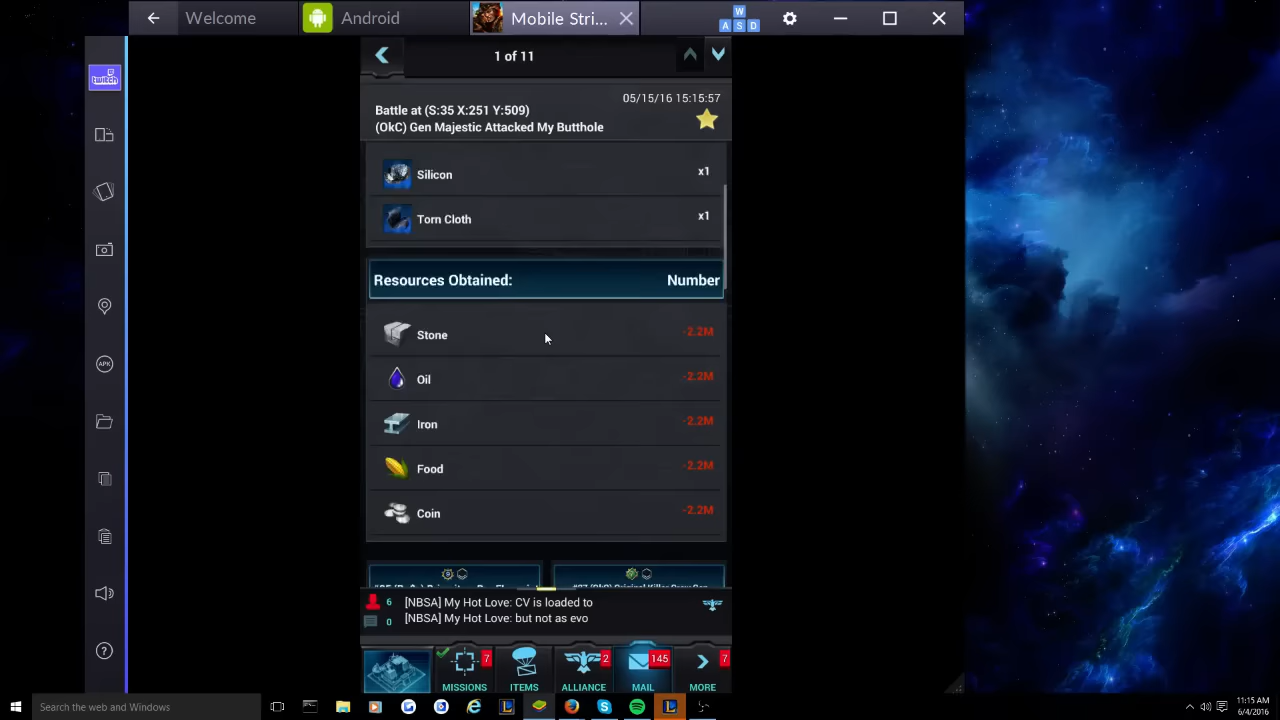 Welcome
Android
Mobile Stri...
W
A S D
twitch
1 of 11
05/15/16 15:15:57
Battle at (S:35 X:251 Y:509)
(OkC) Gen Majestic Attacked My Butthole
Silicon x1
Torn Cloth x1
Resources Obtained: Number
Stone -2.2M
Oil -2.2M
Iron -2.2M
Food -2.2M
Coin -2.2M
APK
6 [NBSA] My Hot Love: CV is loaded to
0 [NBSA] My Hot Love: but not as evo
7 2 145 7
MISSIONS ITEMS ALLIANCE MAIL MORE
Search the web and Windows
11:15 AM
6/4/2016